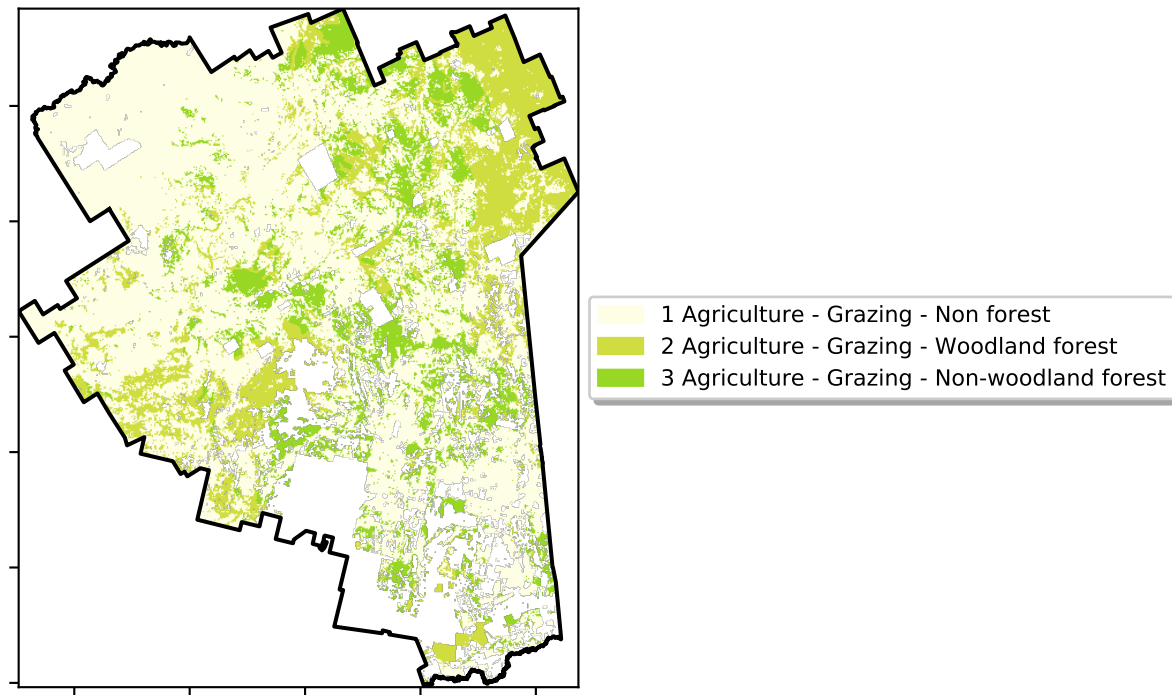 1 Agriculture - Grazing - Non forest
2 Agriculture - Grazing - Woodland forest
3 Agriculture - Grazing - Non-woodland forest